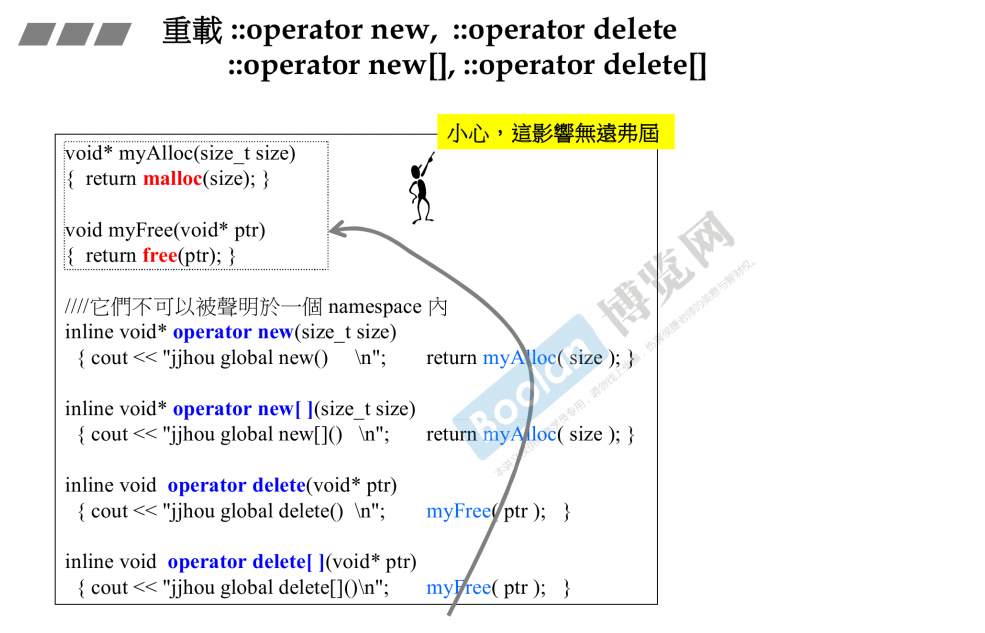 重載 ::operator new, ::operator delete
::operator new[], ::operator delete[]
小心，這影響無遠弗屆
void* myAlloc(size_t size)
{ return malloc(size); }
void myFree(void* ptr)
{ return free(ptr); }
////它們不可以被聲明於一個 namespace 內
inline void* operator new(size_t size)
{ cout << "jjhou global new() \n"; return myAlloc( size ); }
inline void* operator new[ ](size_t size)
{ cout << "jjhou global new[]() \n"; return myAlloc( size ); }
inline void operator delete(void* ptr)
{ cout << "jjhou global delete() \n"; myFree( ptr ); }
inline void operator delete[ ](void* ptr)
{ cout << "jjhou global delete[]()\n"; myFree( ptr ); }
Boolan 博览网